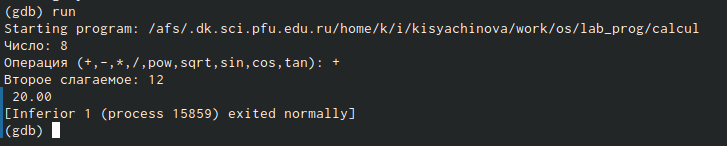 (gdb) run
Starting program: /afs/.dk.sci.pfu.edu.ru/home/k/i/kisyachinova/work/os/lab_prog/calcul
Число: 8
Операция (+,-,*,/,pow,sqrt,sin,cos,tan): +
Второе слагаемое: 12
 20.00
[Inferior 1 (process 15859) exited normally]
(gdb)